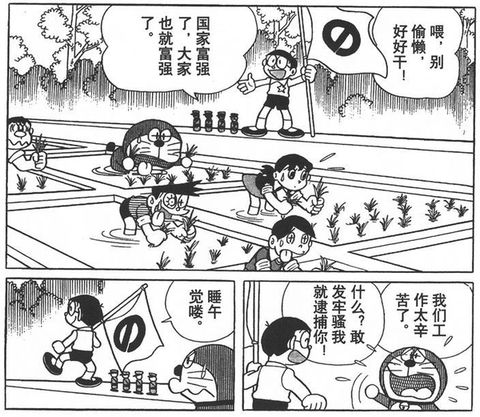 喂，别
偷懒，
好好干！
国家富强
了，大家
也就富强
了。
睡午
觉喽。
我们工
作太辛
苦了。
什么？敢
发牢骚我
就逮捕你！